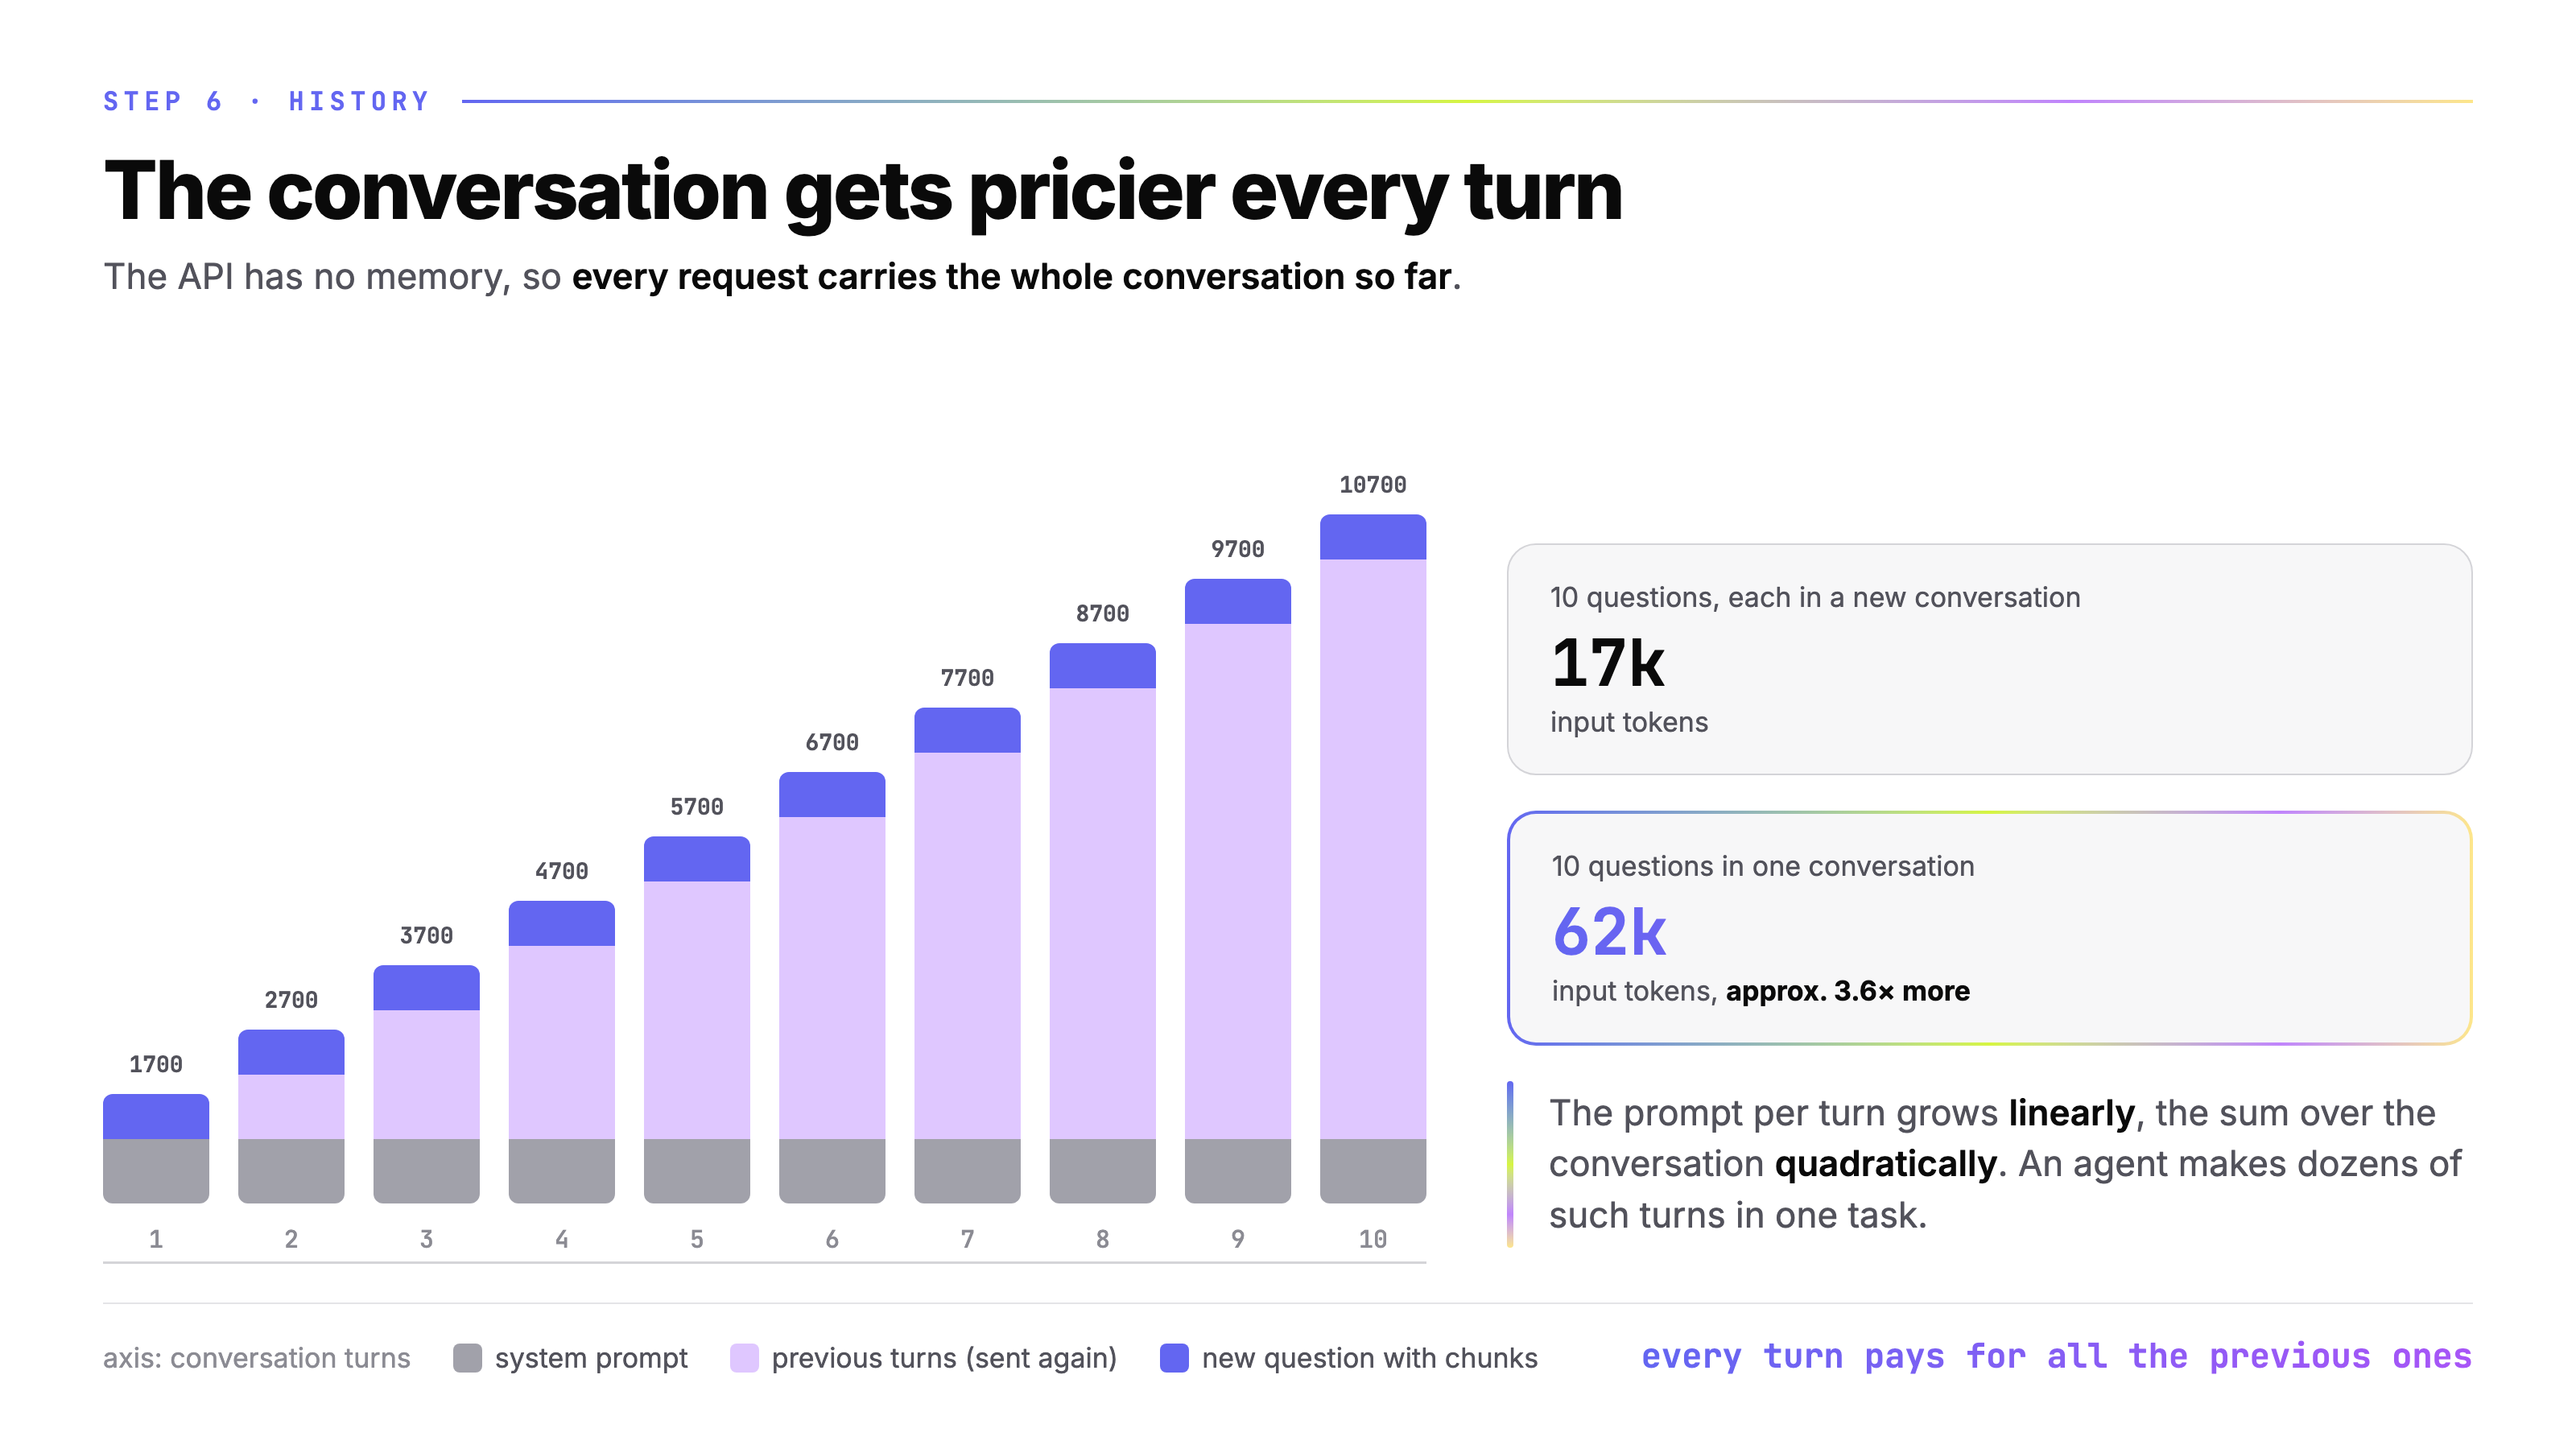 STEP 6 · HISTORY
The conversation gets pricier every turn
The API has no memory, so every request carries the whole conversation so far.
1700
2700
3700
4700
5700
6700
7700
8700
9700
10700
1
2
3
4
5
6
7
8
9
10
10 questions, each in a new conversation
17k
input tokens
10 questions in one conversation
62k
input tokens, approx. 3.6× more
The prompt per turn grows linearly, the sum over the
conversation quadratically. An agent makes dozens of
such turns in one task.
axis: conversation turns
system prompt
previous turns (sent again)
new question with chunks
every turn pays for all the previous ones